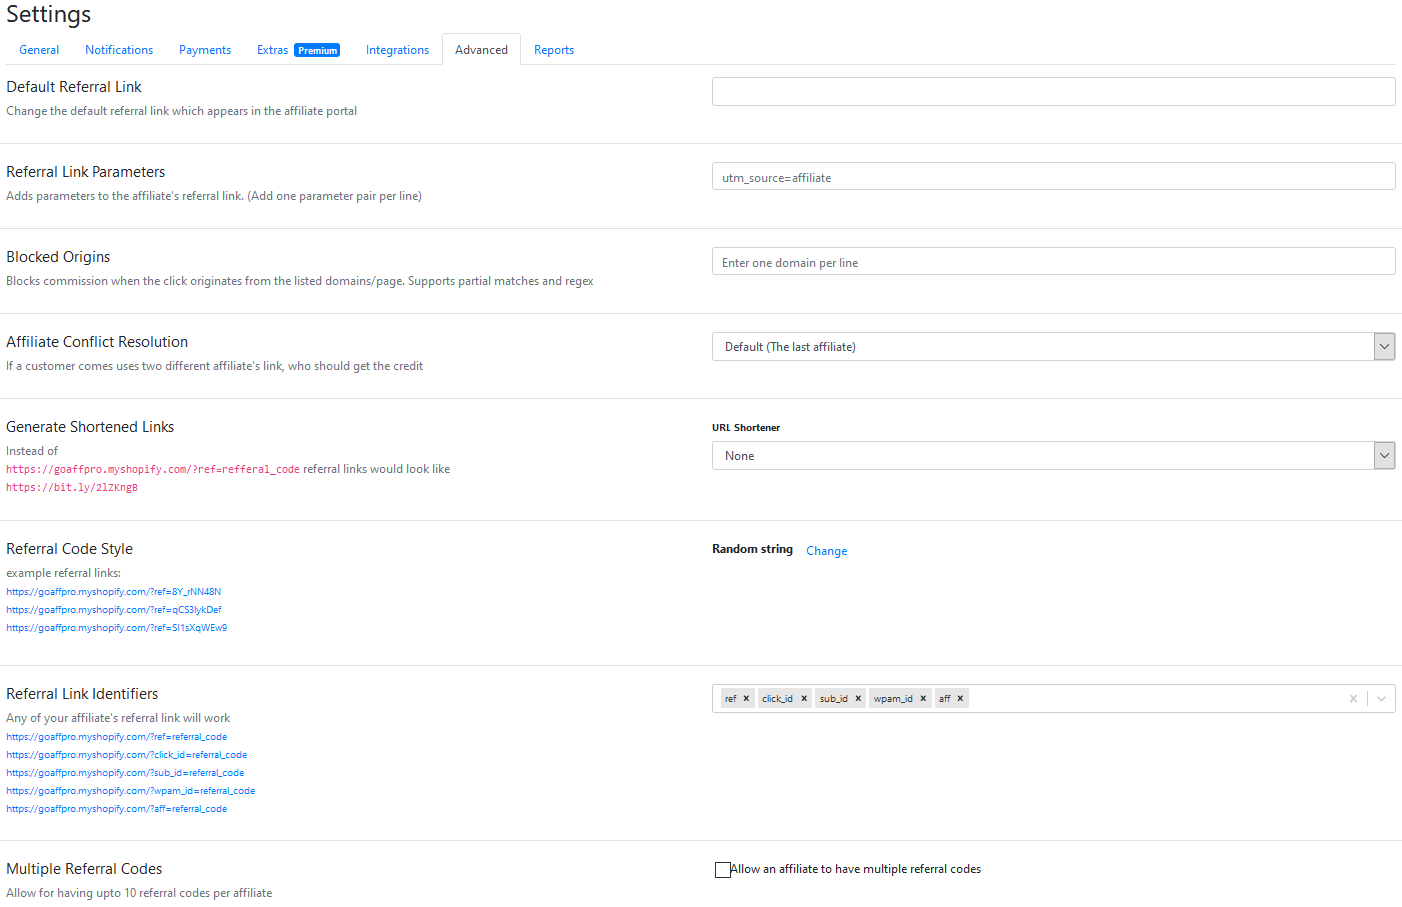 Settings
General Notifications Payments Extras Premium Integrations Advanced Reports
Default Referral Link
Change the default referral link which appears in the affiliate portal
Referral Link Parameters
Adds parameters to the affiliate's referral link. (Add one parameter pair per line)
utm_source=affiliate
Blocked Origins
Blocks commission when the click originates from the listed domains/page. Supports partial matches and regex
Enter one domain per line
Affiliate Conflict Resolution
If a customer comes uses two different affiliate's link, who should get the credit
Default (The last affiliate)
Generate Shortened Links
Instead of
https://goaffpro.myshopify.com/?ref=refferal_code referral links would look like
https://bit.ly/2lZKngB
URL Shortener
None
Referral Code Style
example referral links:
https://goaffpro.myshopify.com/?ref=8Y_rNN48N
https://goaffpro.myshopify.com/?ref=qCS3lykDef
https://goaffpro.myshopify.com/?ref=Sl1sXqWEw9
Random string Change
Referral Link Identifiers
Any of your affiliate's referral link will work
https://goaffpro.myshopify.com/?ref=referral_code
https://goaffpro.myshopify.com/?click_id=referral_code
https://goaffpro.myshopify.com/?sub_id=referral_code
https://goaffpro.myshopify.com/?wpam_id=referral_code
https://goaffpro.myshopify.com/?aff=referral_code
ref × click_id × sub_id × wpam_id × aff ×
Multiple Referral Codes
Allow for having upto 10 referral codes per affiliate
Allow an affiliate to have multiple referral codes